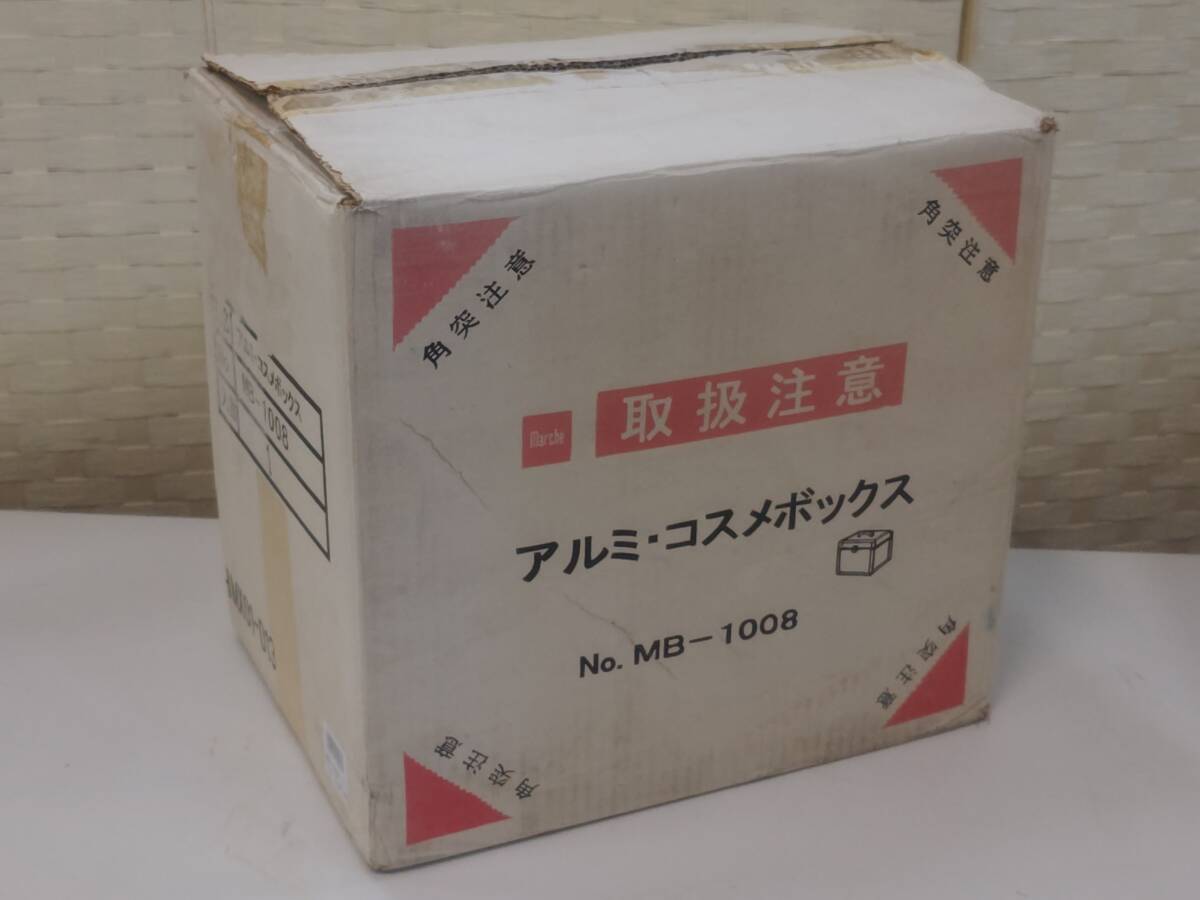 角突注意
角突注意
Marche
取扱注意
アルミ・コスメボックス
No. MB-1008
角突注意
角突注意
アルミ・コスメボックス
MB-1008
1